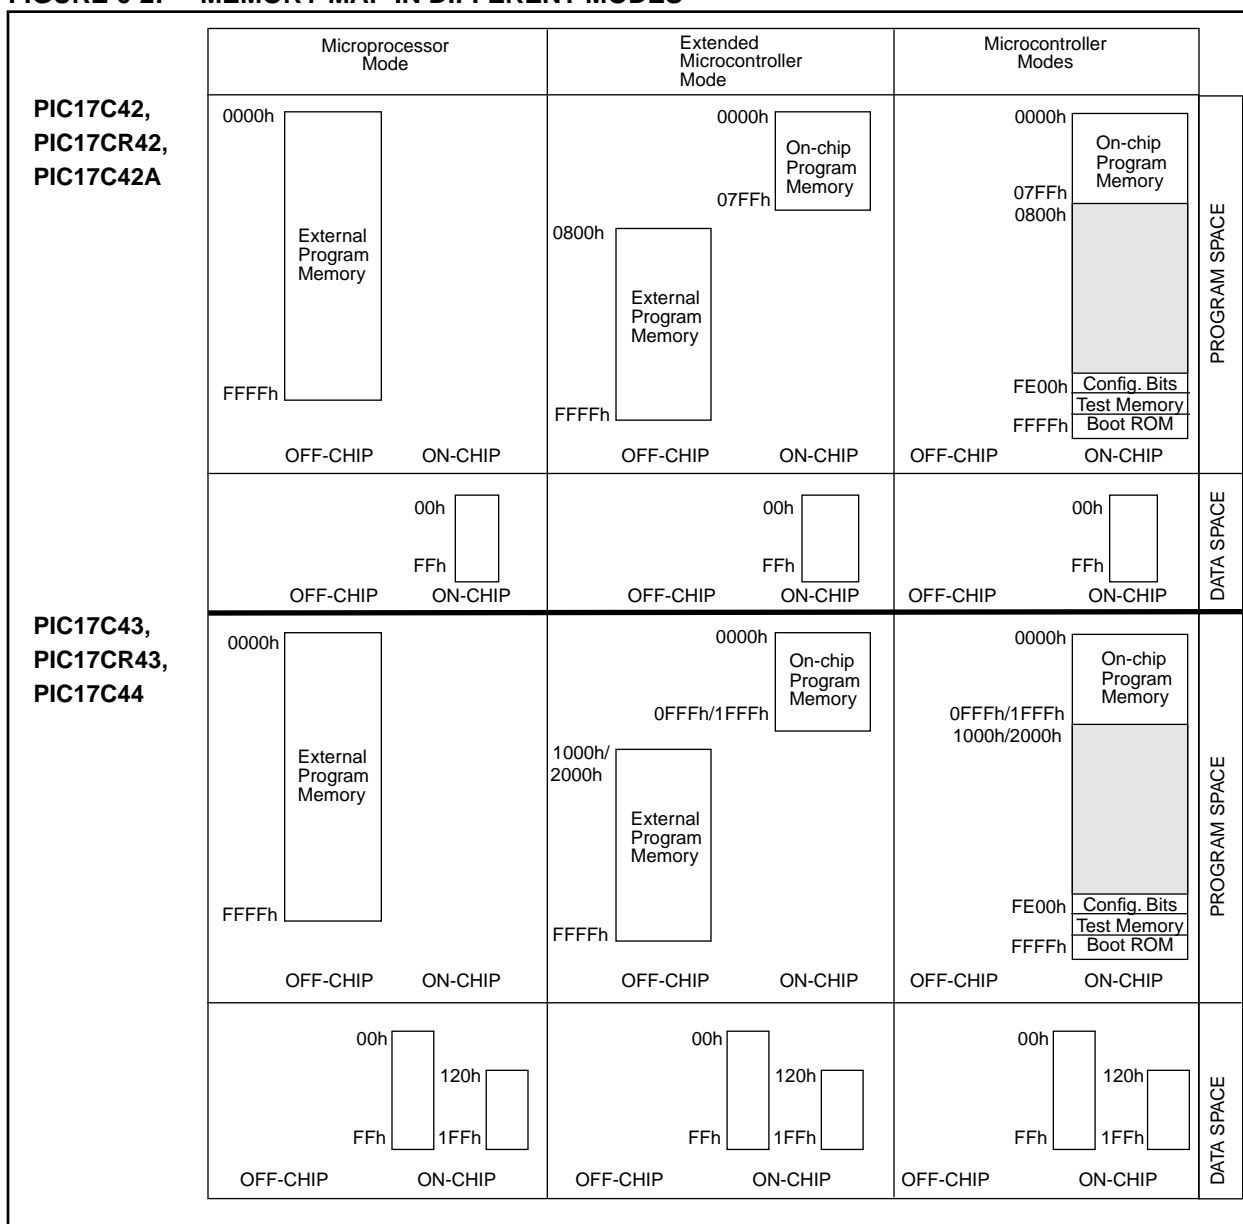 Microprocessor
Mode
Extended
Microcontroller
Mode
Microcontroller
Modes
PIC17C42,
PIC17CR42,
PIC17C42A
0000h
External
Program
Memory
FFFFh
OFF-CHIP ON-CHIP
0000h
On-chip
Program
Memory
07FFh
0800h
External
Program
Memory
FFFFh
OFF-CHIP ON-CHIP
0000h
On-chip
Program
Memory
07FFh
0800h
FE00h Config. Bits
Test Memory
FFFFh Boot ROM
OFF-CHIP ON-CHIP
PROGRAM SPACE
00h
FFh
OFF-CHIP ON-CHIP
00h
FFh
OFF-CHIP ON-CHIP
00h
FFh
OFF-CHIP ON-CHIP
DATA SPACE
PIC17C43,
PIC17CR43,
PIC17C44
0000h
External
Program
Memory
FFFFh
OFF-CHIP ON-CHIP
0000h
On-chip
Program
Memory
0FFFh/1FFFh
1000h/
2000h
External
Program
Memory
FFFFh
OFF-CHIP ON-CHIP
0000h
On-chip
Program
Memory
0FFFh/1FFFh
1000h/2000h
FE00h Config. Bits
Test Memory
FFFFh Boot ROM
OFF-CHIP ON-CHIP
PROGRAM SPACE
00h
120h
FFh 1FFh
OFF-CHIP ON-CHIP
00h
120h
FFh 1FFh
OFF-CHIP ON-CHIP
00h
120h
FFh 1FFh
OFF-CHIP ON-CHIP
DATA SPACE